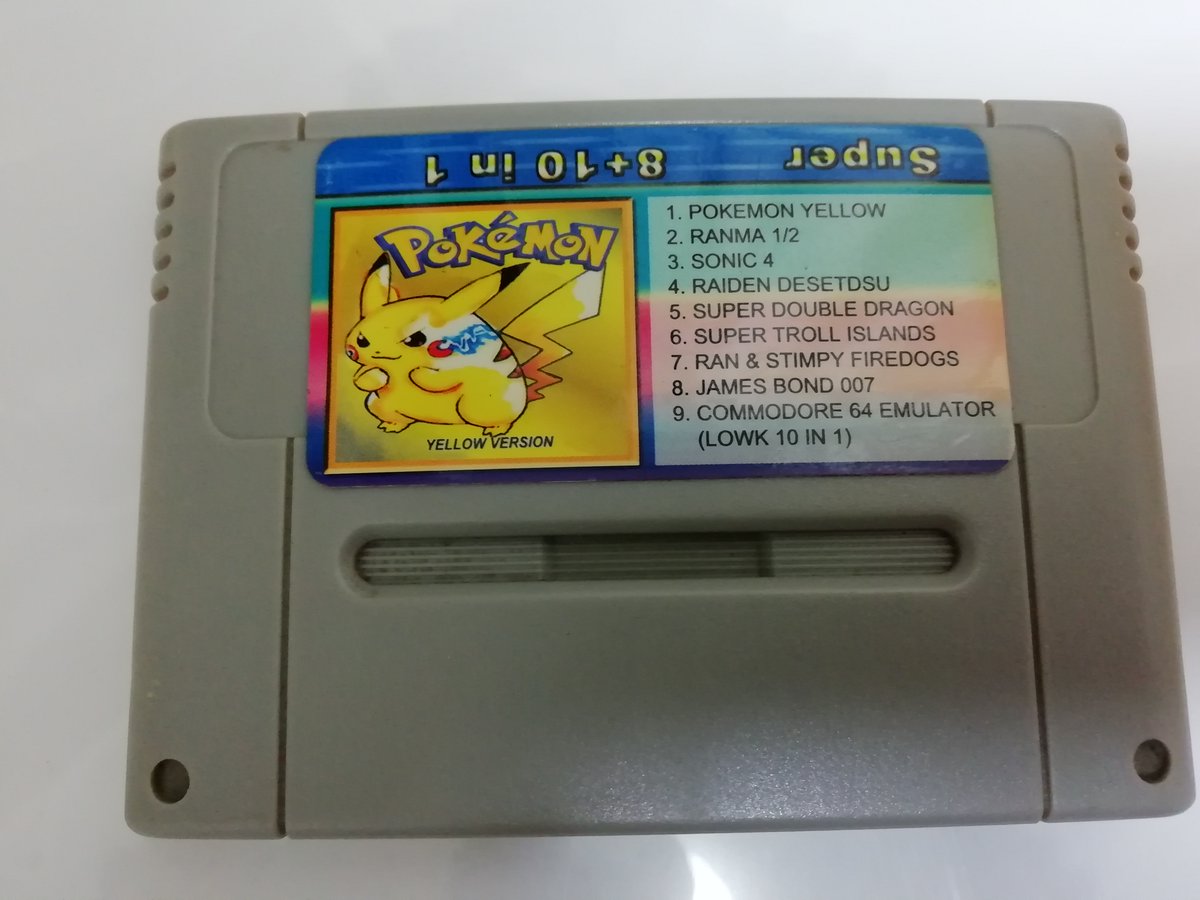 Super 8+10 in 1
POKéMON
YELLOW VERSION
1. POKEMON YELLOW
2. RANMA 1/2
3. SONIC 4
4. RAIDEN DESETDSU
5. SUPER DOUBLE DRAGON
6. SUPER TROLL ISLANDS
7. RAN & STIMPY FIREDOGS
8. JAMES BOND 007
9. COMMODORE 64 EMULATOR
(LOWK 10 IN 1)